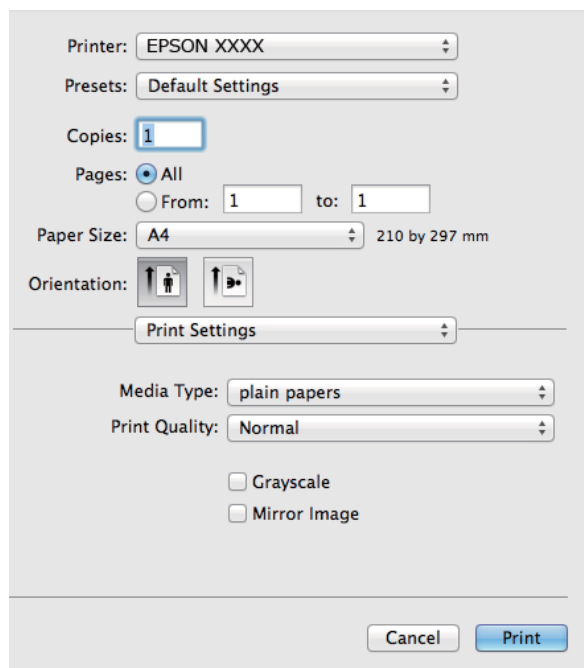 Printer: EPSON XXXX
Presets: Default Settings
Copies: 1
Pages: All
From: 1 to: 1
Paper Size: A4 210 by 297 mm
Orientation:
Print Settings
Media Type: plain papers
Print Quality: Normal
Grayscale
Mirror Image
Cancel Print